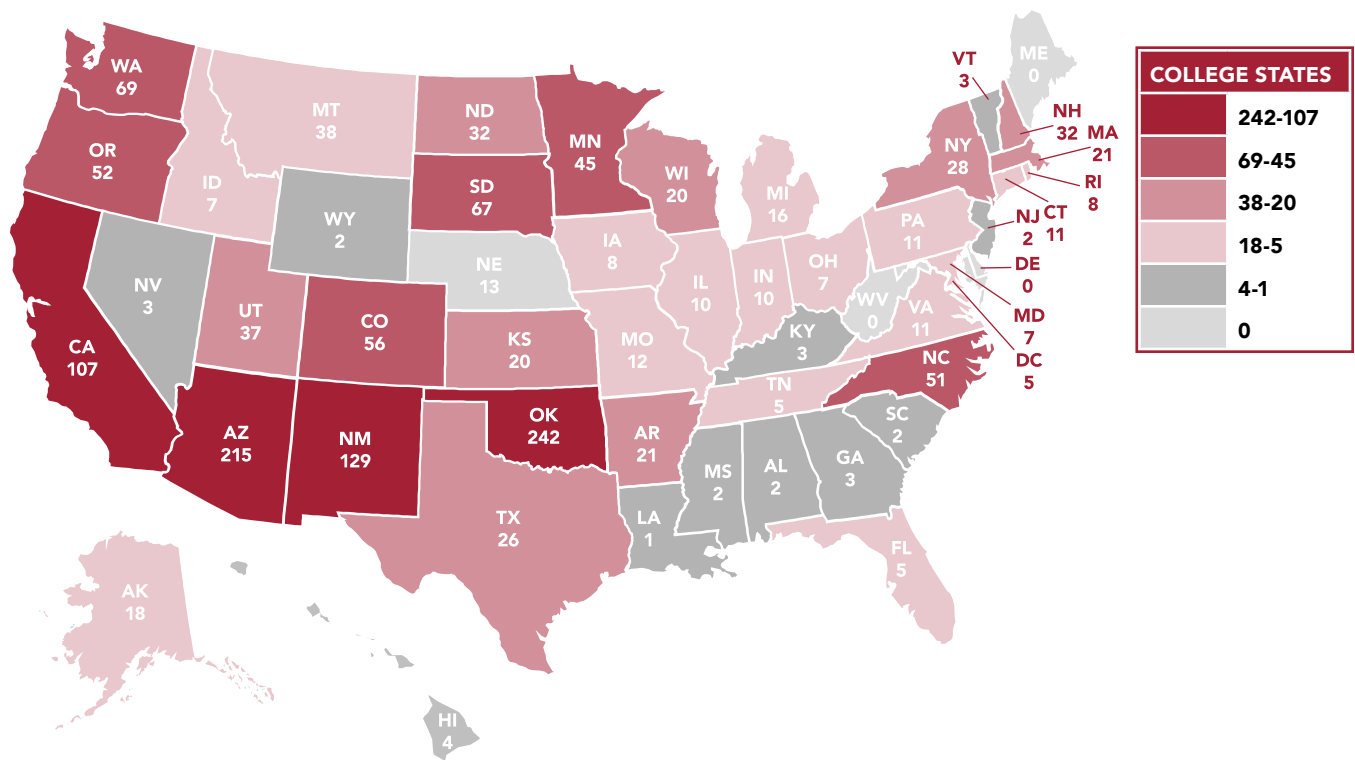 WA
69
OR
52
CA
107
NV
3
ID
7
MT
38
WY
2
UT
37
CO
56
AZ
215
NM
129
ND
32
SD
67
NE
13
KS
20
OK
242
TX
26
MN
45
IA
8
MO
12
AR
21
LA
1
WI
20
IL
10
MI
16
IN
10
OH
7
KY
3
TN
5
MS
2
AL
2
GA
3
FL
5
SC
2
NC
51
VA
11
WV
0
PA
11
NY
28
VT
3
ME
0
NH
32
MA
21
RI
8
CT
11
NJ
2
DE
0
MD
7
DC
5
AK
18
HI
4
COLLEGE STATES
242-107
69-45
38-20
18-5
4-1
0